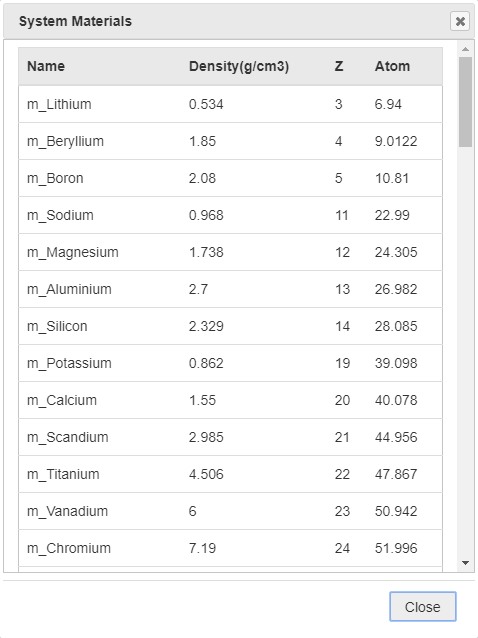 System Materials
Name Density(g/cm3) Z Atom
m_Lithium 0.534 3 6.94
m_Beryllium 1.85 4 9.0122
m_Boron 2.08 5 10.81
m_Sodium 0.968 11 22.99
m_Magnesium 1.738 12 24.305
m_Aluminium 2.7 13 26.982
m_Silicon 2.329 14 28.085
m_Potassium 0.862 19 39.098
m_Calcium 1.55 20 40.078
m_Scandium 2.985 21 44.956
m_Titanium 4.506 22 47.867
m_Vanadium 6 23 50.942
m_Chromium 7.19 24 51.996
Close